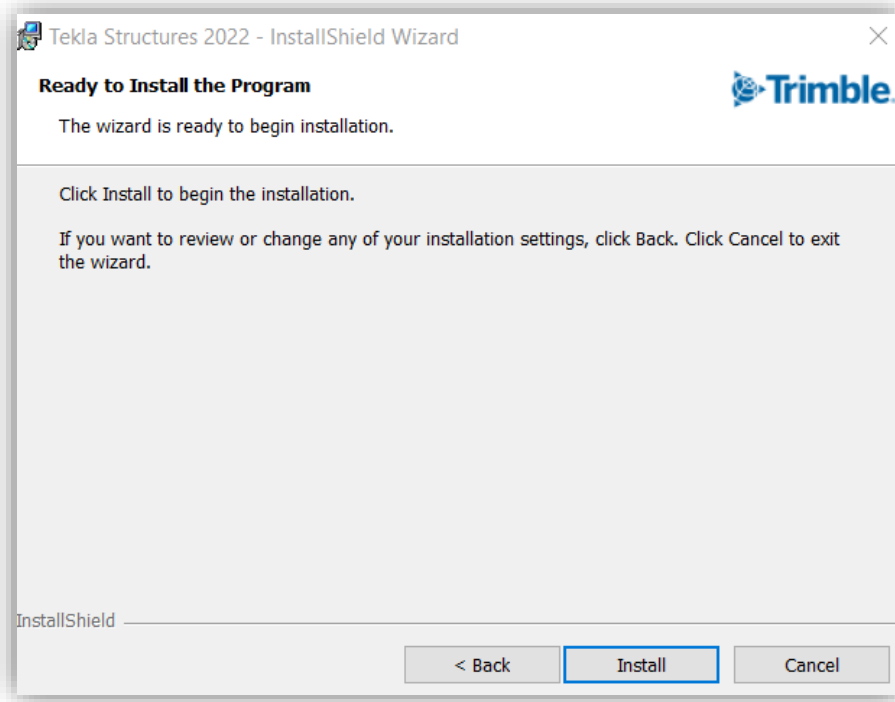 Tekla Structures 2022 - InstallShield Wizard
Ready to Install the Program
Trimble.
The wizard is ready to begin installation.
Click Install to begin the installation.
If you want to review or change any of your installation settings, click Back. Click Cancel to exit
the wizard.
InstallShield
< Back
Install
Cancel